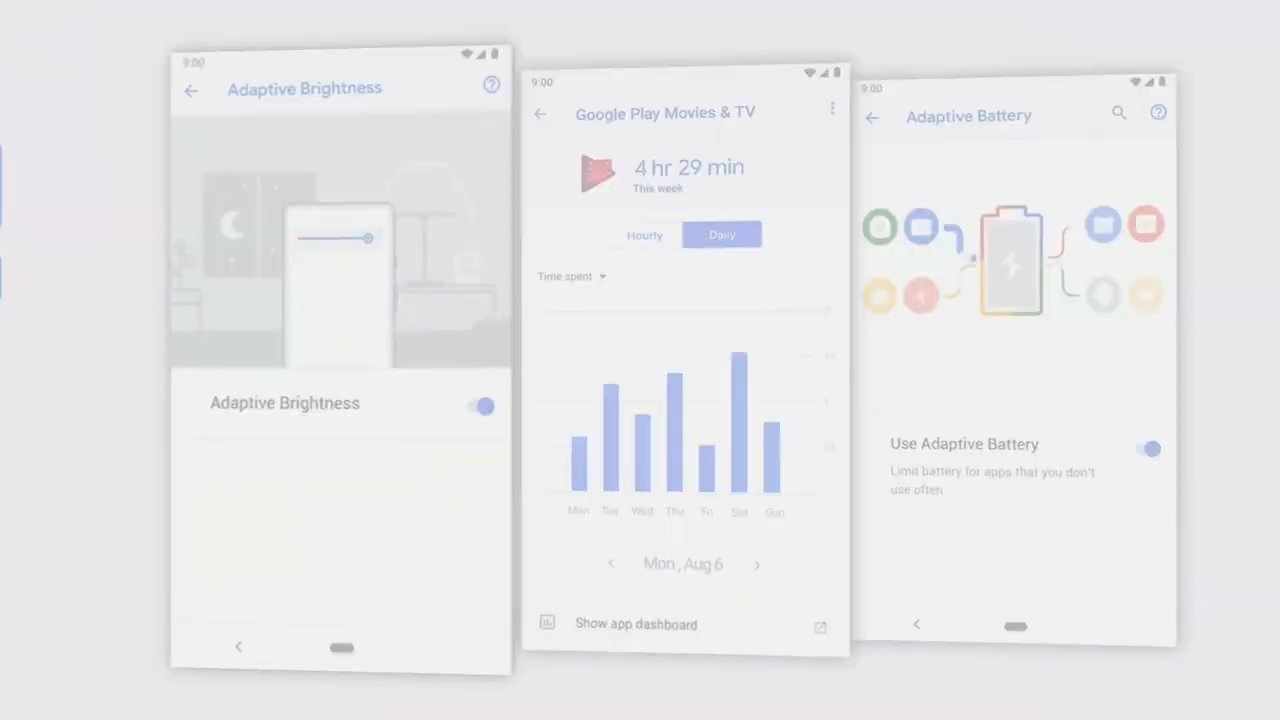 9:00
Adaptive Brightness
Adaptive Brightness
9:00
Google Play Movies & TV
4 hr 29 min
This week
Hourly
Daily
Time spent
Mon Tue Wed Thu Fri Sat Sun
Mon, Aug 6
Show app dashboard
9:00
Adaptive Battery
Use Adaptive Battery
Limit battery for apps that you don't
use often